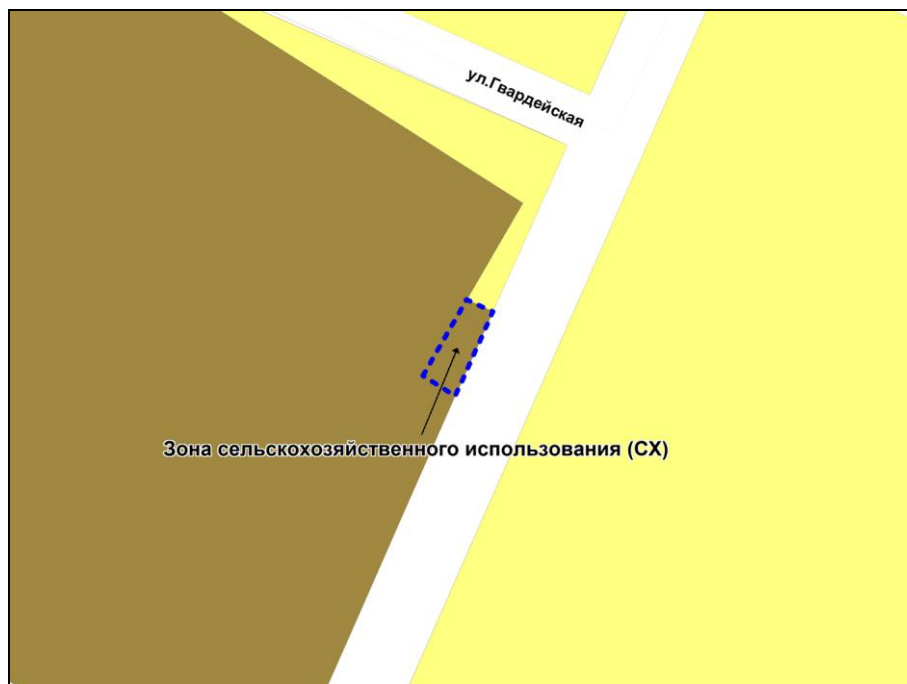 ул.Гвардейская
Зона сельскохозяйственного использования (СХ)